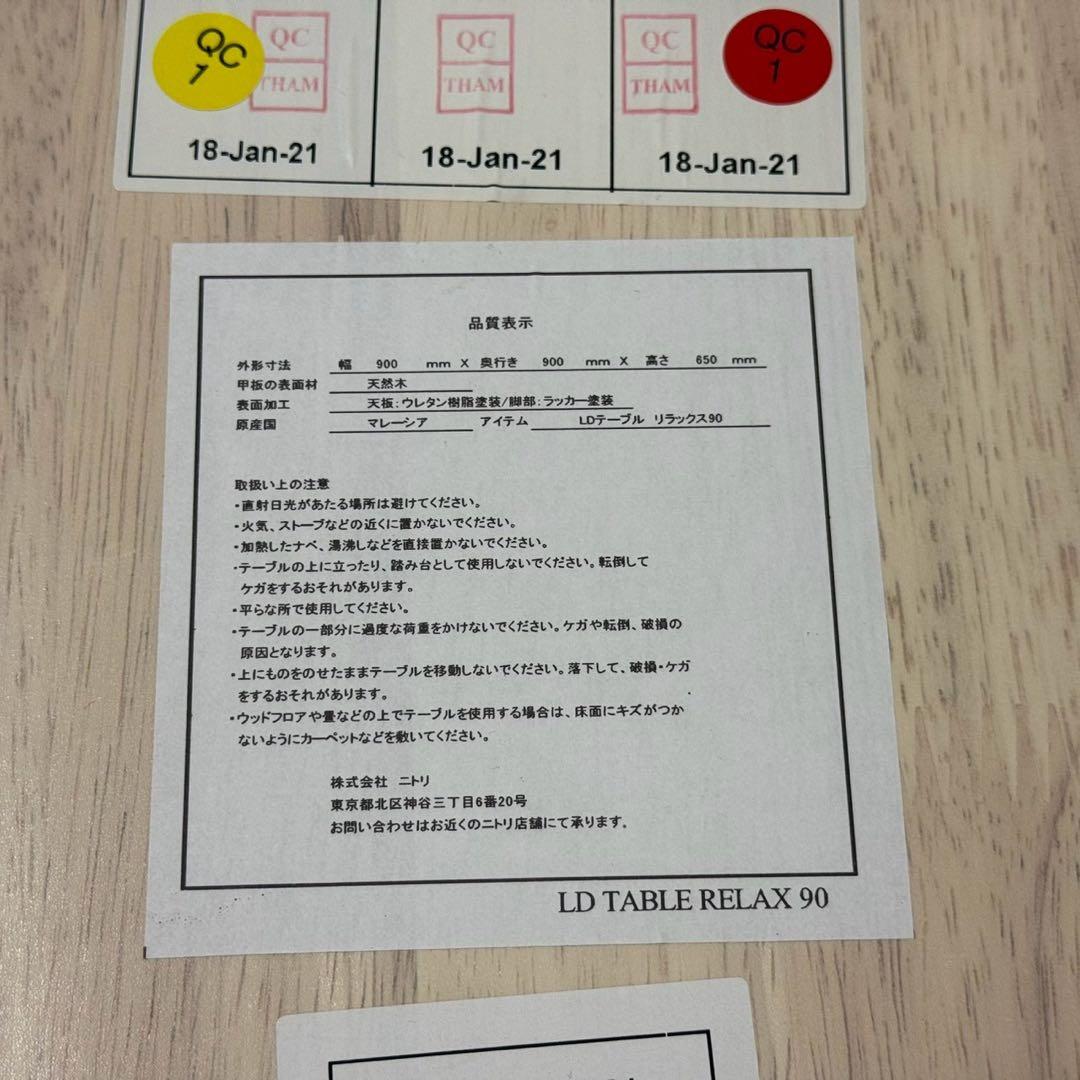 QC
1
QC
THAM
18-Jan-21
QC
THAM
18-Jan-21
QC
THAM
QC
1
18-Jan-21
品質表示
外形寸法 幅 900 mm X 奥行き 900 mm X 高さ 650 mm
甲板の表面材 天然木
表面加工 天板:ウレタン樹脂塗装/脚部:ラッカー塗装
原産国 マレーシア アイテム LDテーブル リラックス90
取扱い上の注意
・直射日光があたる場所は避けてください。
・火気、ストーブなどの近くに置かないでください。
・加熱したナベ、湯沸しなどを直接置かないでください。
・テーブルの上に立ったり、踏み台として使用しないでください。転倒して
ケガをするおそれがあります。
・平らな所で使用してください。
・テーブルの一部分に過度な荷重をかけないでください。ケガや転倒、破損の
原因となります。
・上にものをのせたままテーブルを移動しないでください。落下して、破損・ケガ
をするおそれがあります。
・ウッドフロアや畳などの上でテーブルを使用する場合は、床面にキズがつか
ないようにカーペットなどを敷いてください。
株式会社 ニトリ
東京都北区神谷三丁目6番20号
お問い合わせはお近くのニトリ店舗にて承ります。
LD TABLE RELAX 90